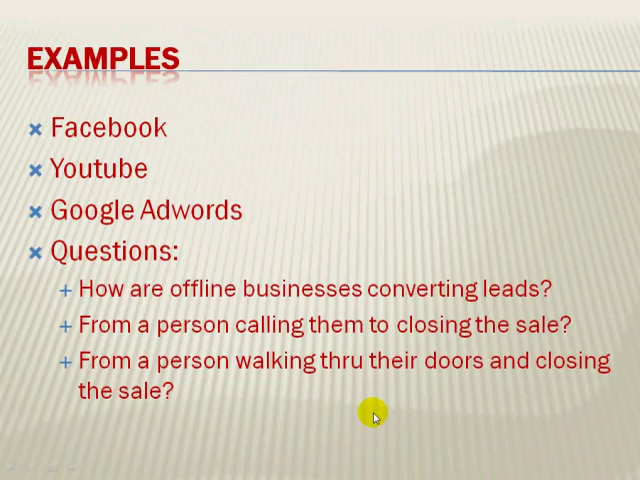 EXAMPLES
Facebook
Youtube
Google Adwords
Questions:
How are offline businesses converting leads?
From a person calling them to closing the sale?
From a person walking thru their doors and closing
the sale?